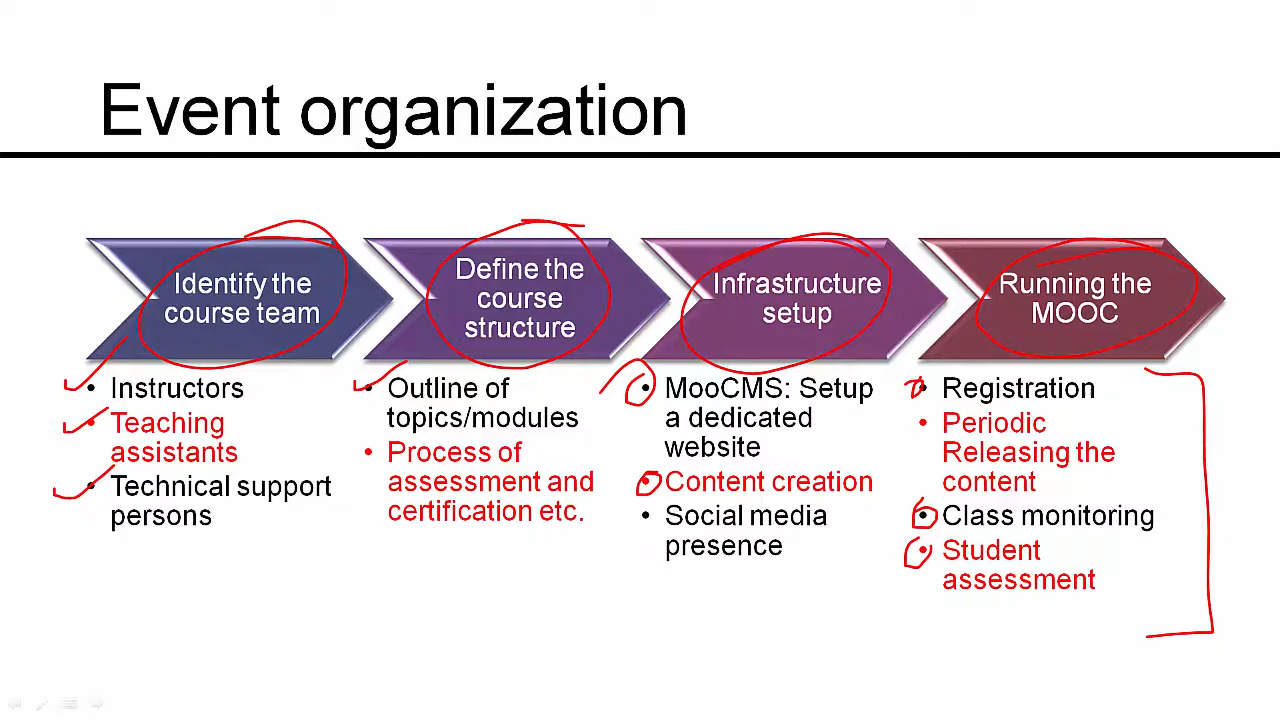 Event organization
Identify the
course team
Define the
course
structure
Infrastructure
setup
Running the
MOOC
• Instructors
• Teaching
assistants
• Technical support
persons
• Outline of
topics/modules
• Process of
assessment and
certification etc.
• MooCMS: Setup
a dedicated
website
• Content creation
• Social media
presence
• Registration
• Periodic
Releasing the
content
• Class monitoring
• Student
assessment